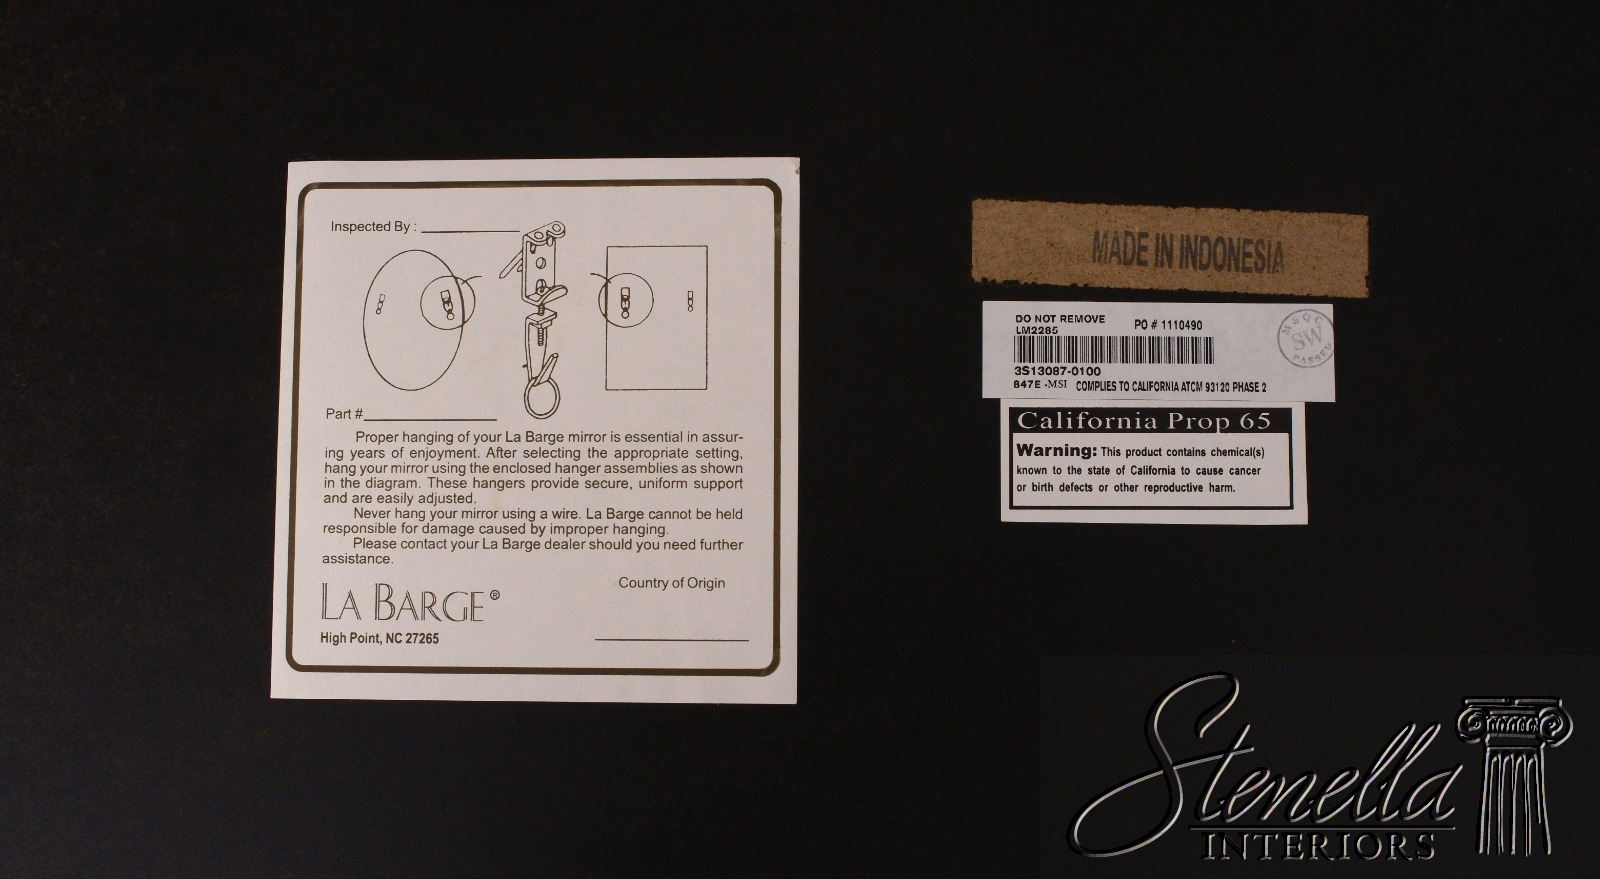 Inspected By :
Part #
Proper hanging of your La Barge mirror is essential in assur-
ing years of enjoyment. After selecting the appropriate setting,
hang your mirror using the enclosed hanger assemblies as shown
in the diagram. These hangers provide secure, uniform support
and are easily adjusted.
Never hang your mirror using a wire. La Barge cannot be held
responsible for damage caused by improper hanging.
Please contact your La Barge dealer should you need further
assistance.
Country of Origin
LA BARGE®
High Point, NC 27265
MADE IN INDONESIA
DO NOT REMOVE
LM2285
PO # 1110490
3S13087-0100
847E -MSI COMPLIES TO CALIFORNIA ATCM 93120 PHASE 2
MSQC
SW
PASSED
California Prop 65
Warning: This product contains chemical(s)
known to the state of California to cause cancer
or birth defects or other reproductive harm.
Stenella
INTERIORS